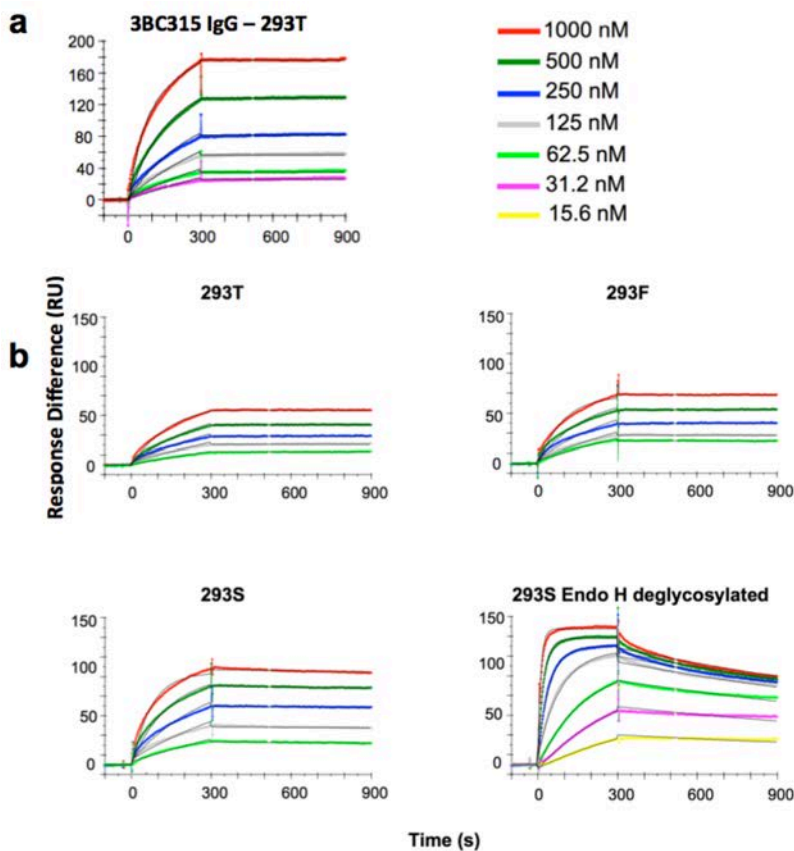 a
3BC315 IgG – 293T
200
160
120
80
40
0
0 300 600 900
1000 nM
500 nM
250 nM
125 nM
62.5 nM
31.2 nM
15.6 nM
Response Difference (RU)
b
293T
150
100
50
0
0 300 600 900
293F
150
100
50
0
0 300 600 900
293S
150
100
50
0
0 300 600 900
293S Endo H deglycosylated
150
100
50
0
0 300 600 900
Time (s)